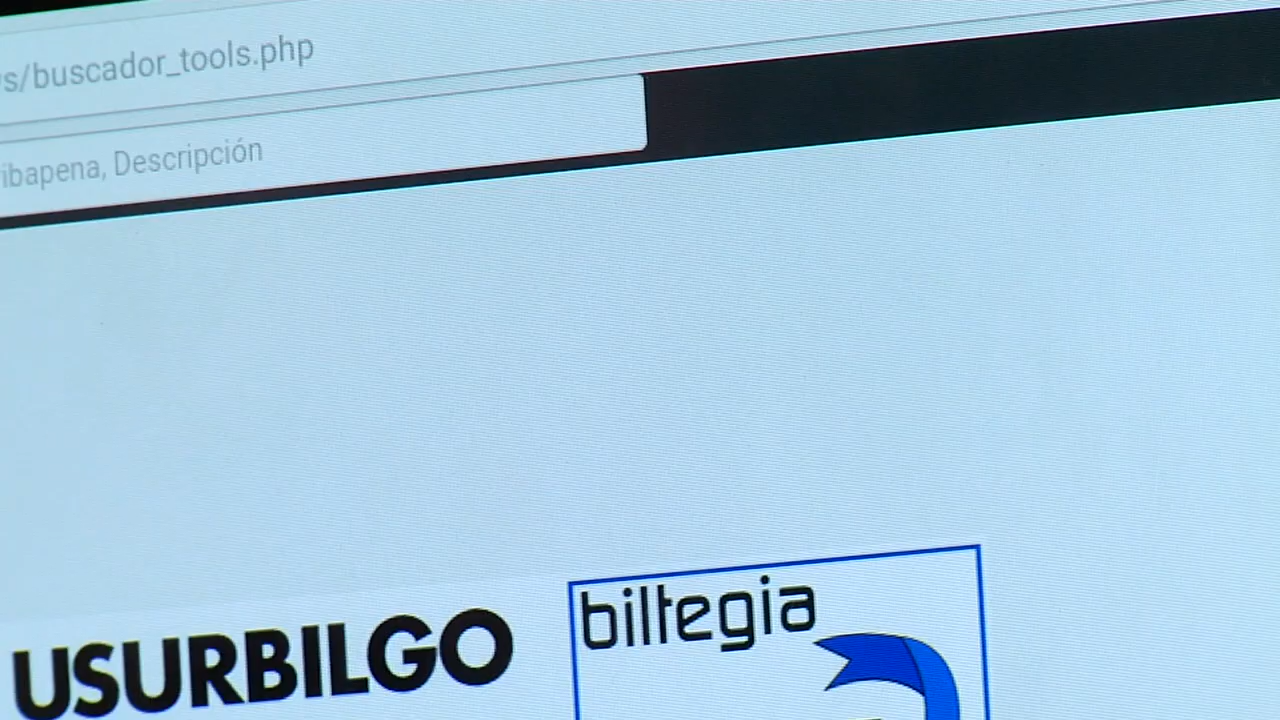 s/buscador_tools.php
ibapena, Descripción
USURBILGO
biltegia